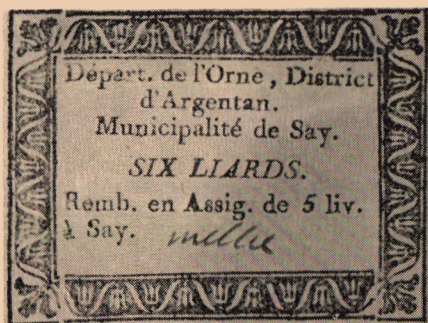 Départ. de l'Orne, District
d'Argentan.
Municipalité de Say.
SIX LIARDS.
Remb. en Assig. de 5 liv.
à Say.